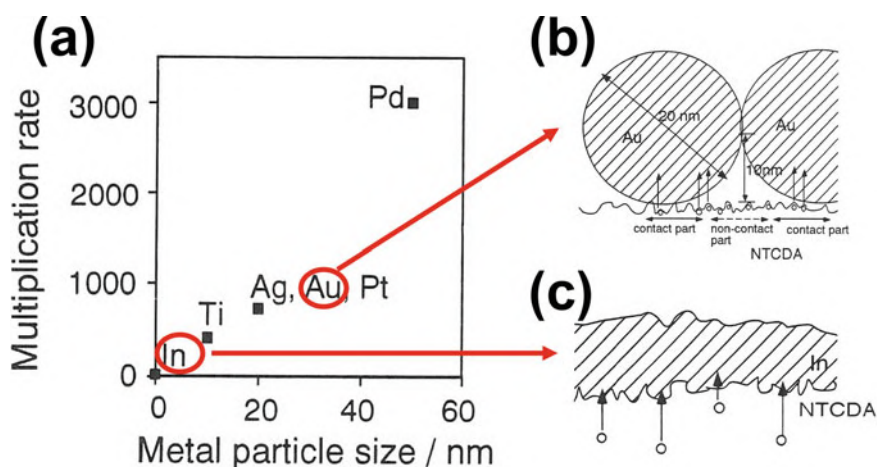 (a)
Multiplication rate
3000
2000
1000
0
Pd
Ag, Au, Pt
Ti
In
0 20 40 60
Metal particle size / nm
(b)
20 nm
Au
Au
10nm
contact part
non-contact
part
contact part
NTCDA
(c)
In
NTCDA